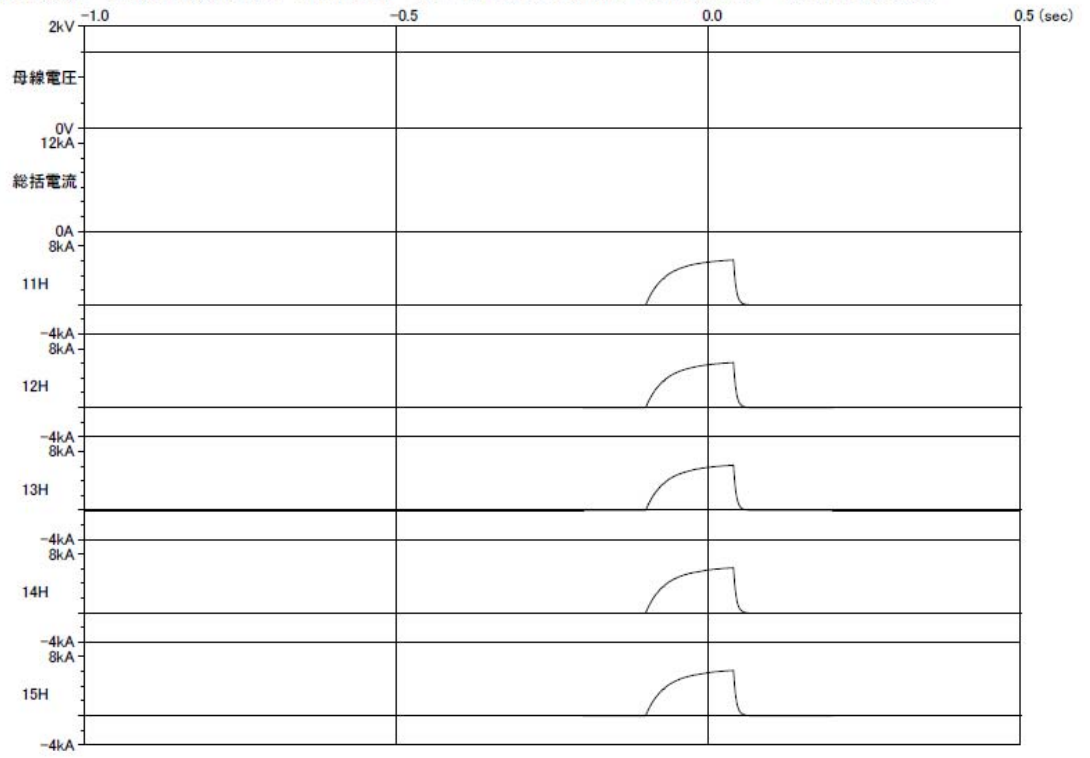 -1.0 -0.5 0.0 0.5 (sec)
2kV
母線電圧
0V
12kA
総括電流
0A
8kA
11H
-4kA
8kA
12H
-4kA
8kA
13H
-4kA
8kA
14H
-4kA
8kA
15H
-4kA